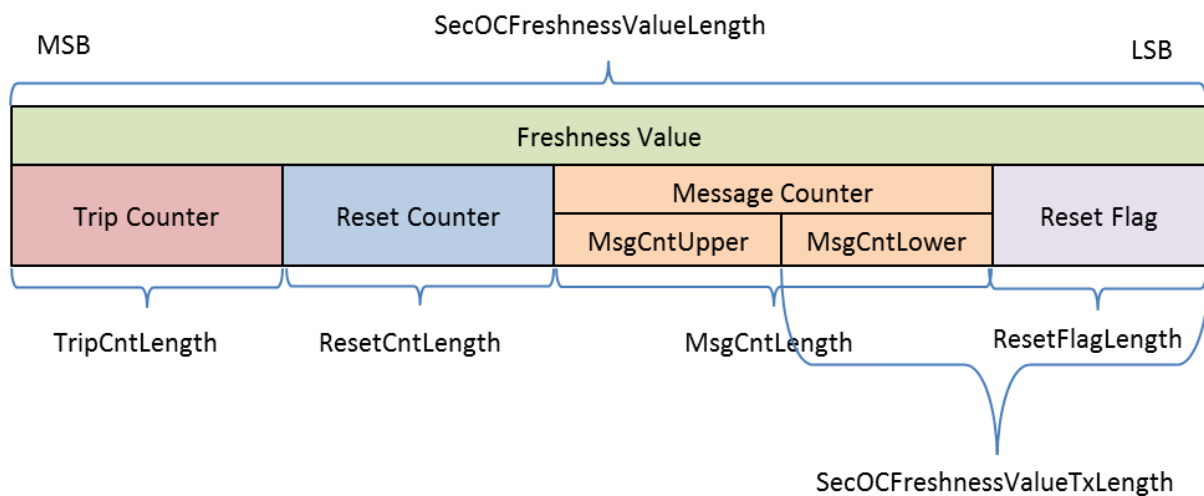 SecOCFreshnessValueLength
MSB
LSB
Freshness Value
Trip Counter
Reset Counter
Message Counter
MsgCntUpper
MsgCntLower
Reset Flag
TripCntLength
ResetCntLength
MsgCntLength
ResetFlagLength
SecOCFreshnessValueTxLength